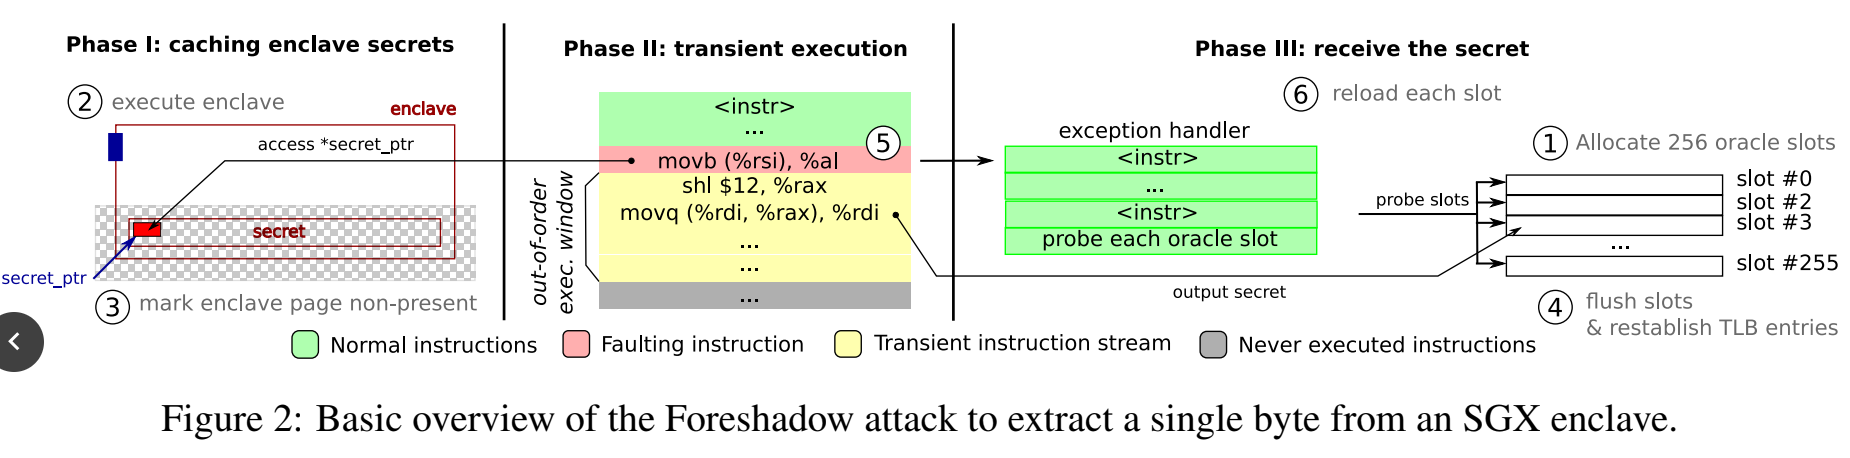 Phase I: caching enclave secrets
2 execute enclave
enclave
access *secret_ptr
secret
secret_ptr
3 mark enclave page non-present
Phase II: transient execution
<instr>
...
5
movb (%rsi), %al
shl $12, %rax
movq (%rdi, %rax), %rdi
...
...
...
out-of-order
exec. window
Phase III: receive the secret
6 reload each slot
exception handler
<instr>
...
<instr>
probe each oracle slot
1 Allocate 256 oracle slots
probe slots
slot #0
slot #2
slot #3
...
slot #255
output secret
4 flush slots
& restablish TLB entries
Normal instructions
Faulting instruction
Transient instruction stream
Never executed instructions
Figure 2: Basic overview of the Foreshadow attack to extract a single byte from an SGX enclave.